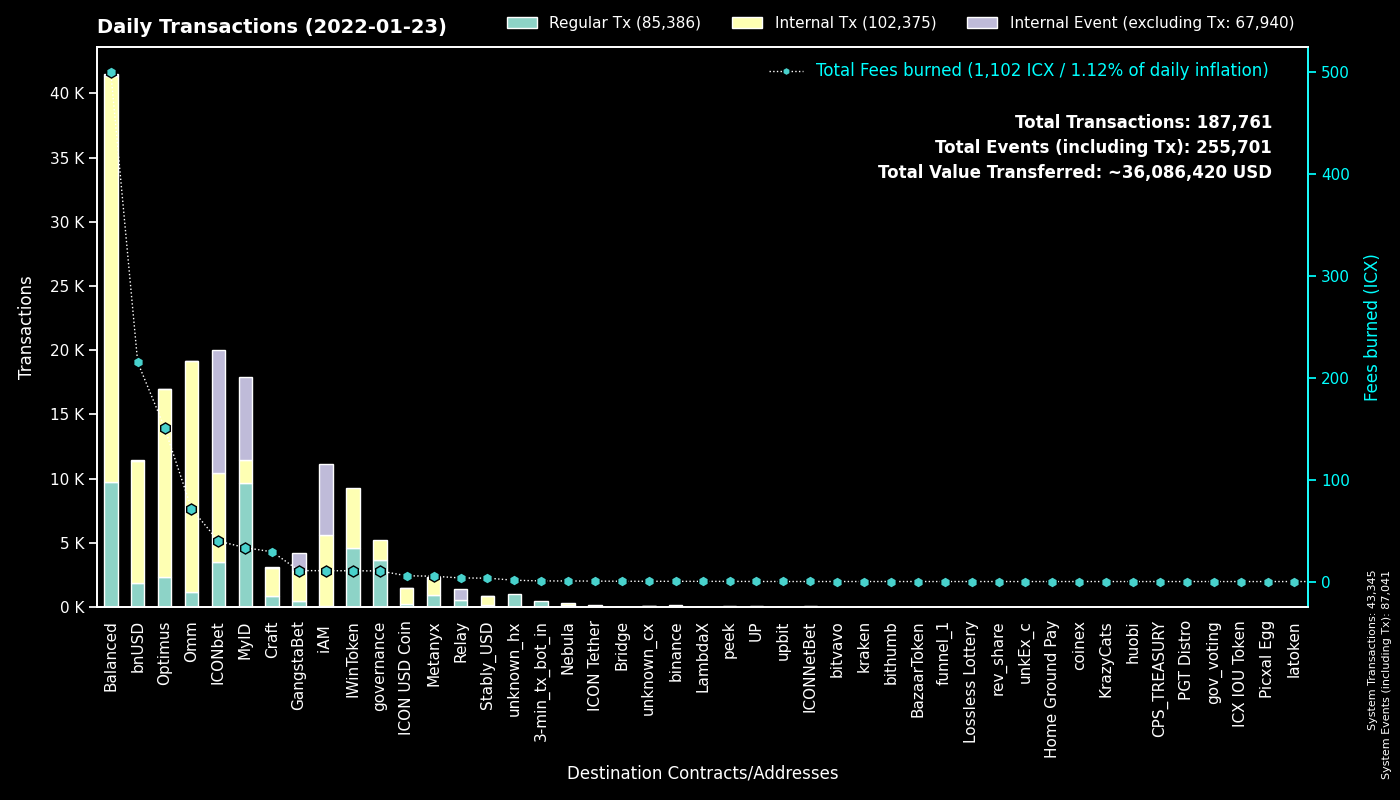 Daily Transactions (2022-01-23)
Regular Tx (85,386)
Internal Tx (102,375)
Internal Event (excluding Tx: 67,940)
Total Fees burned (1,102 ICX / 1.12% of daily inflation)
Total Transactions: 187,761
Total Events (including Tx): 255,701
Total Value Transferred: ~36,086,420 USD
Transactions
40 K
35 K
30 K
25 K
20 K
15 K
10 K
5 K
0 K
500
400
300
200
100
0
Fees burned (ICX)
Balanced
bnUSD
Optimus
Omm
ICONbet
MyID
Craft
GangstaBet
iAM
IWinToken
governance
ICON USD Coin
Metanyx
Relay
Stably_USD
unknown_hx
3-min_tx_bot_in
Nebula
ICON Tether
Bridge
unknown_cx
binance
LambdaX
peek
UP
upbit
ICONNetBet
bitvavo
kraken
bithumb
BazaarToken
funnel_1
Lossless Lottery
rev_share
unkEx_c
Home Ground Pay
coinex
KrazyCats
huobi
CPS_TREASURY
PGT Distro
gov_voting
ICX IOU Token
Picxal Egg
latoken
Destination Contracts/Addresses
System Transactions: 43,345
System Events (including Tx): 87,041